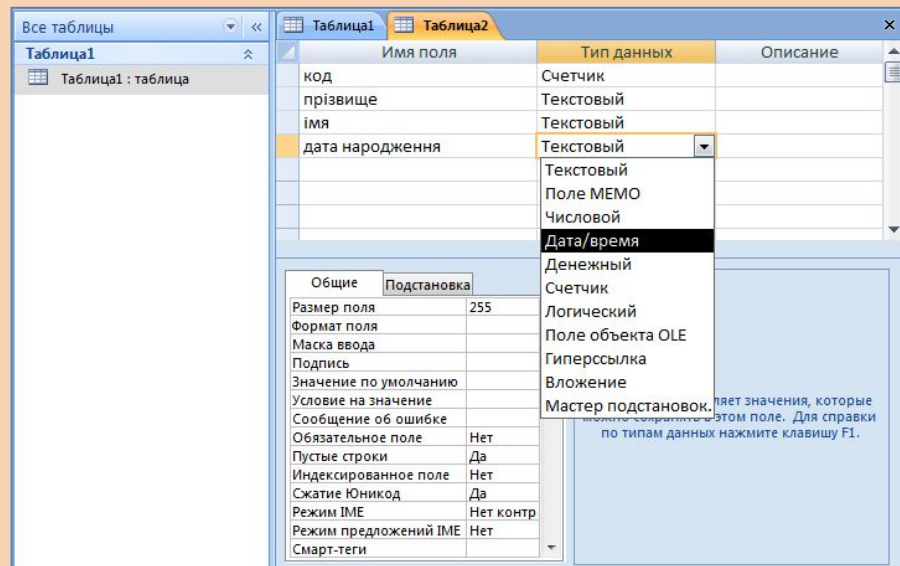 Все таблицы
Таблица1
Таблица1 : таблица
Таблица1 Таблица2
Имя поля Тип данных Описание
код Счетчик
прізвище Текстовый
імя Текстовый
дата народження Текстовый
Текстовый
Поле МЕМО
Числовой
Дата/время
Денежный
Счетчик
Логический
Поле объекта OLE
Гиперссылка
Вложение
Мастер подстановок.
Общие Подстановка
Размер поля 255
Формат поля
Маска ввода
Подпись
Значение по умолчанию
Условие на значение
Сообщение об ошибке
Обязательное поле Нет
Пустые строки Да
Индексированное поле Нет
Сжатие Юникод Да
Режим IME Нет контр
Режим предложений IME Нет
Смарт-теги
значения, которые
этом поле. Для справки
по типам данных нажмите клавишу F1.